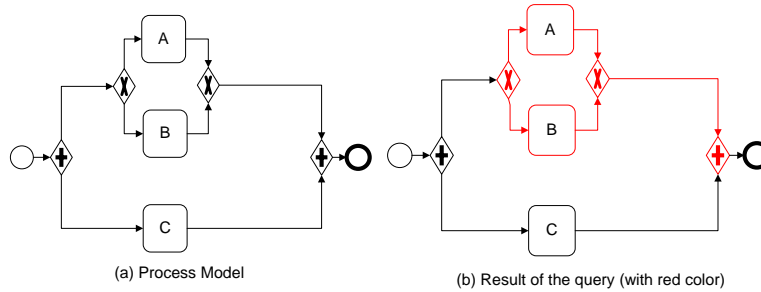 A
B
C
(a) Process Model
A
B
C
(b) Result of the query (with red color)